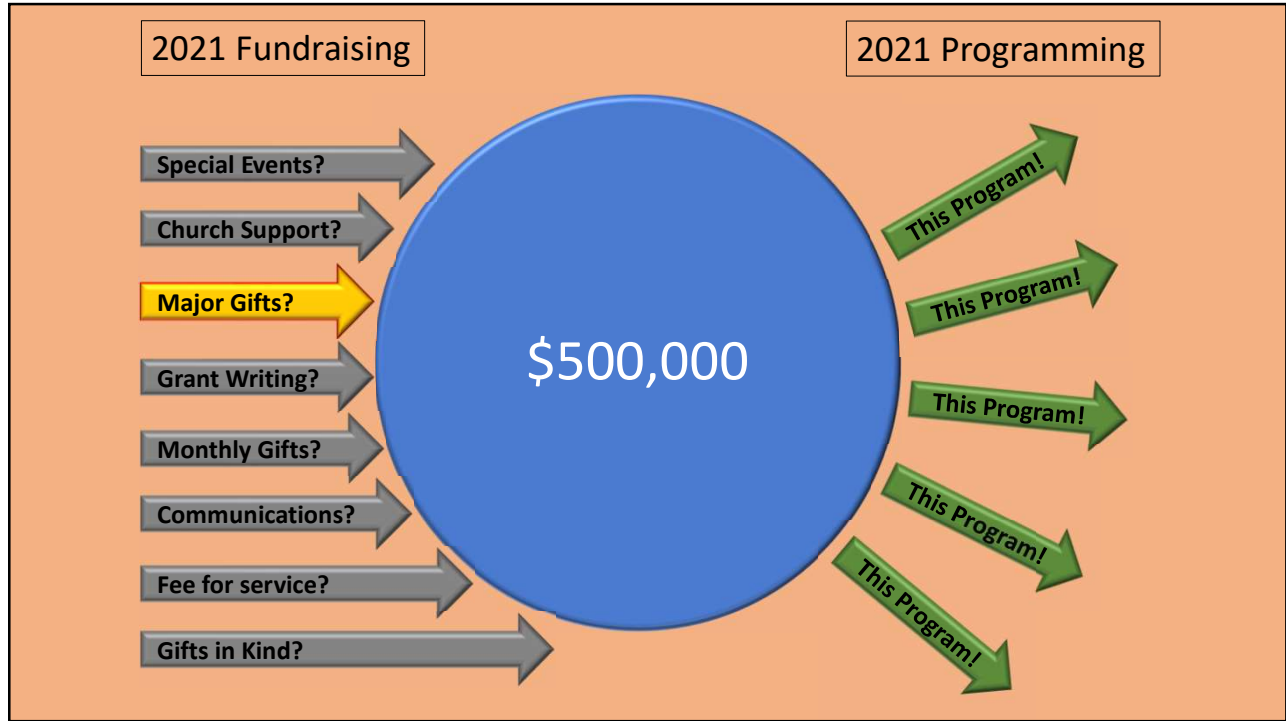 2021 Fundraising
2021 Programming
Special Events?
Church Support?
Major Gifts?
Grant Writing?
Monthly Gifts?
Communications?
Fee for service?
Gifts in Kind?
$500,000
This Program!
This Program!
This Program!
This Program!
This Program!